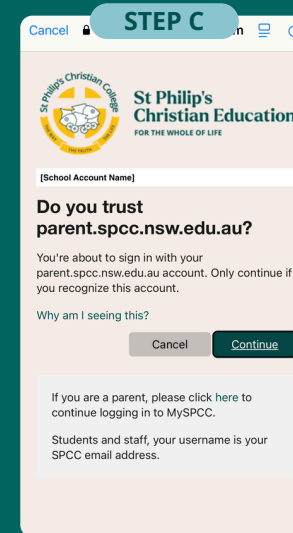 STEP C
Cancel
St Philip's Christian College
THE WAY THE TRUTH THE LIFE
St Philip's
Christian Education
FOR THE WHOLE OF LIFE
[School Account Name]
Do you trust
parent.spcc.nsw.edu.au?
You're about to sign in with your
parent.spcc.nsw.edu.au account. Only continue if
you recognize this account.
Why am I seeing this?
Cancel Continue
If you are a parent, please click here to
continue logging in to MySPCC.
Students and staff, your username is your
SPCC email address.